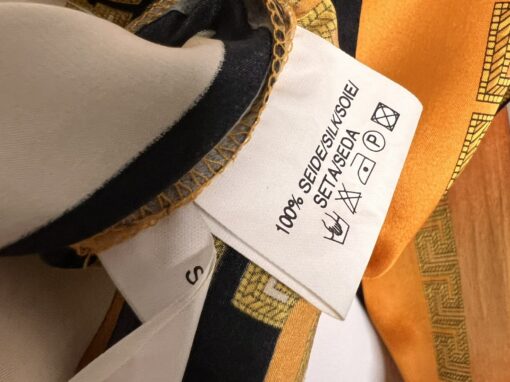 100% SEIDE/SILK/SOIE/
SETA/SEDA
P
S